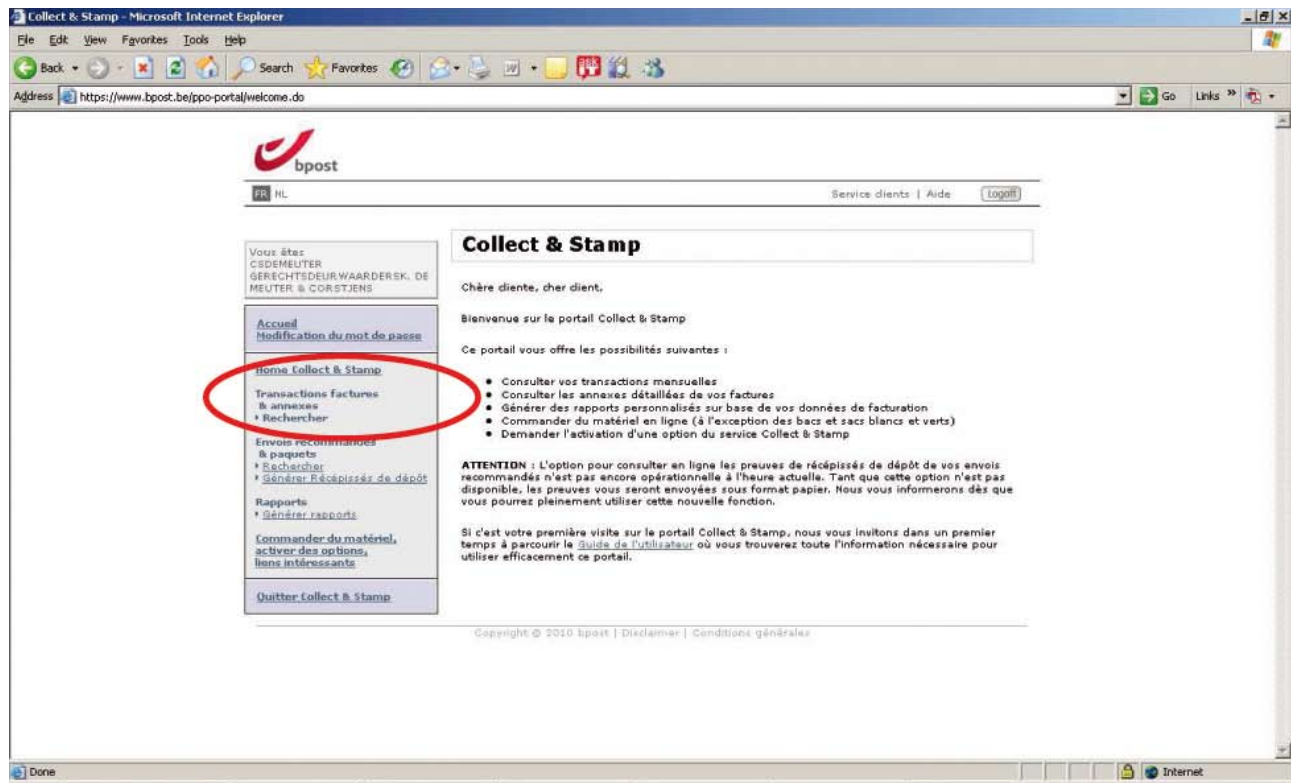 Collect & Stamp - Microsoft Internet Explorer
File Edit View Favorites Tools Help
Back Search Favorites
Address https://www.bpost.be/ppo-portal/welcome.do Go Links »
bpost
FR NL Service clients | Aide Logoff
Vous êtes
CSDEMEUTER
GERECHTSDEURWAARDERSK. DE
MEUTER & CORSTJENS
Accueil
Modification du mot de passe
Home Collect & Stamp
Transactions factures
& annexes
Rechercher
Envois recommandés
& paquets
Rechercher
Générer Récépissés de dépôt
Rapports
Générer rapports
Commander du matériel,
activer des options,
liens intéressants
Quitter Collect & Stamp
Collect & Stamp
Chère cliente, cher client,
Bienvenue sur le portail Collect & Stamp
Ce portail vous offre les possibilités suivantes :
• Consulter vos transactions mensuelles
• Consulter les annexes détaillées de vos factures
• Générer des rapports personnalisés sur base de vos données de facturation
• Commander du matériel en ligne (à l'exception des bacs et sacs blancs et verts)
• Demander l'activation d'une option du service Collect & Stamp
ATTENTION : L'option pour consulter en ligne les preuves de récépissés de dépôt de vos envois
recommandés n'est pas encore opérationnelle à l'heure actuelle. Tant que cette option n'est pas
disponible, les preuves vous seront envoyées sous format papier. Nous vous informerons dès que
vous pourrez pleinement utiliser cette nouvelle fonction.
Si c'est votre première visite sur le portail Collect & Stamp, nous vous invitons dans un premier
temps à parcourir le Guide de l'utilisateur où vous trouverez toute l'information nécessaire pour
utiliser efficacement ce portail.
Copyright © 2010 bpost | Disclaimer | Conditions générales
Done Internet